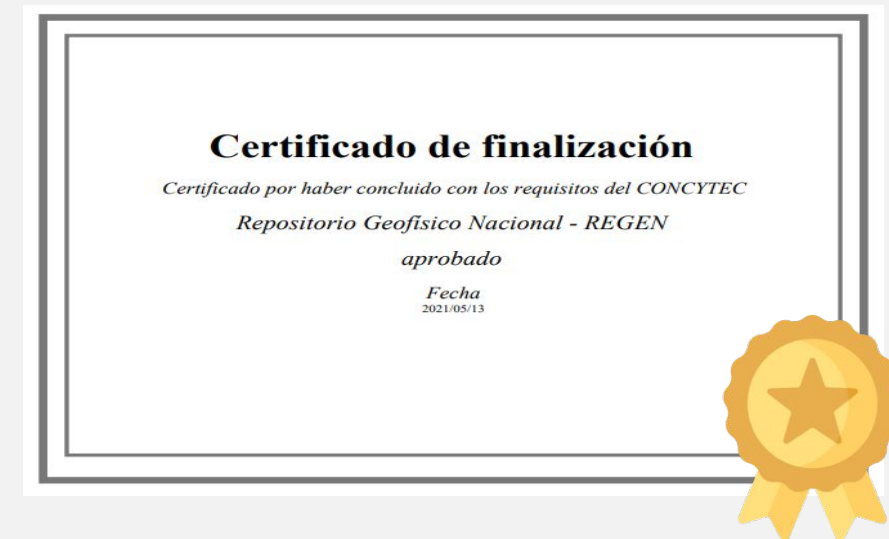 Certificado de finalización
Certificado por haber concluido con los requisitos del CONCYTEC
Repositorio Geofísico Nacional - REGEN
aprobado
Fecha
2021/05/13